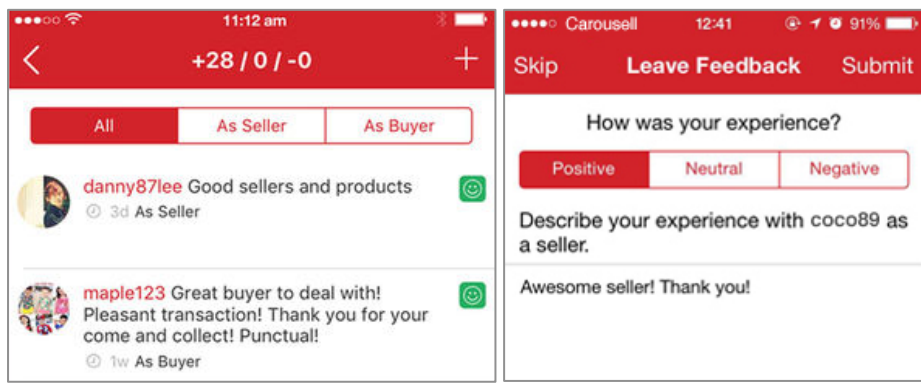 11:12 am
+28 / 0 / -0
All As Seller As Buyer
danny87lee Good sellers and products
3d As Seller
maple123 Great buyer to deal with!
Pleasant transaction! Thank you for your
come and collect! Punctual!
1w As Buyer
Carousell 12:41 91%
Skip Leave Feedback Submit
How was your experience?
Positive Neutral Negative
Describe your experience with coco89 as
a seller.
Awesome seller! Thank you!